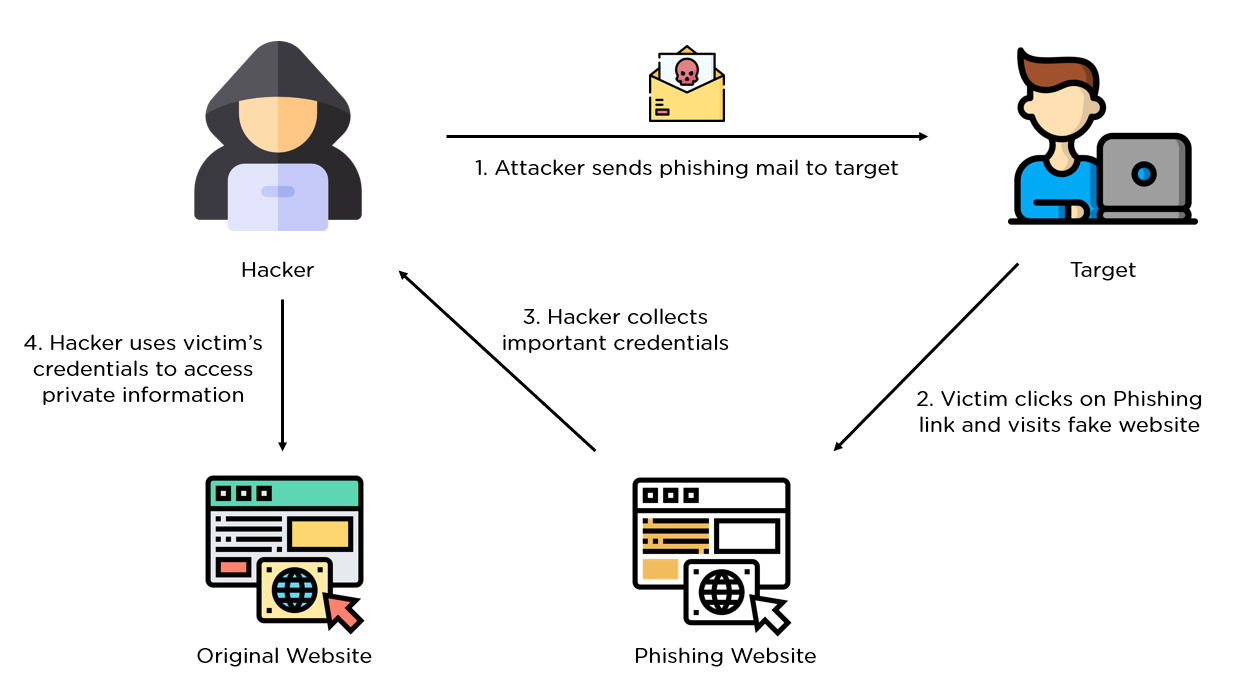 1. Attacker sends phishing mail to target
Hacker
Target
3. Hacker collects
important credentials
4. Hacker uses victim’s
credentials to access
private information
2. Victim clicks on Phishing
link and visits fake website
Original Website
Phishing Website